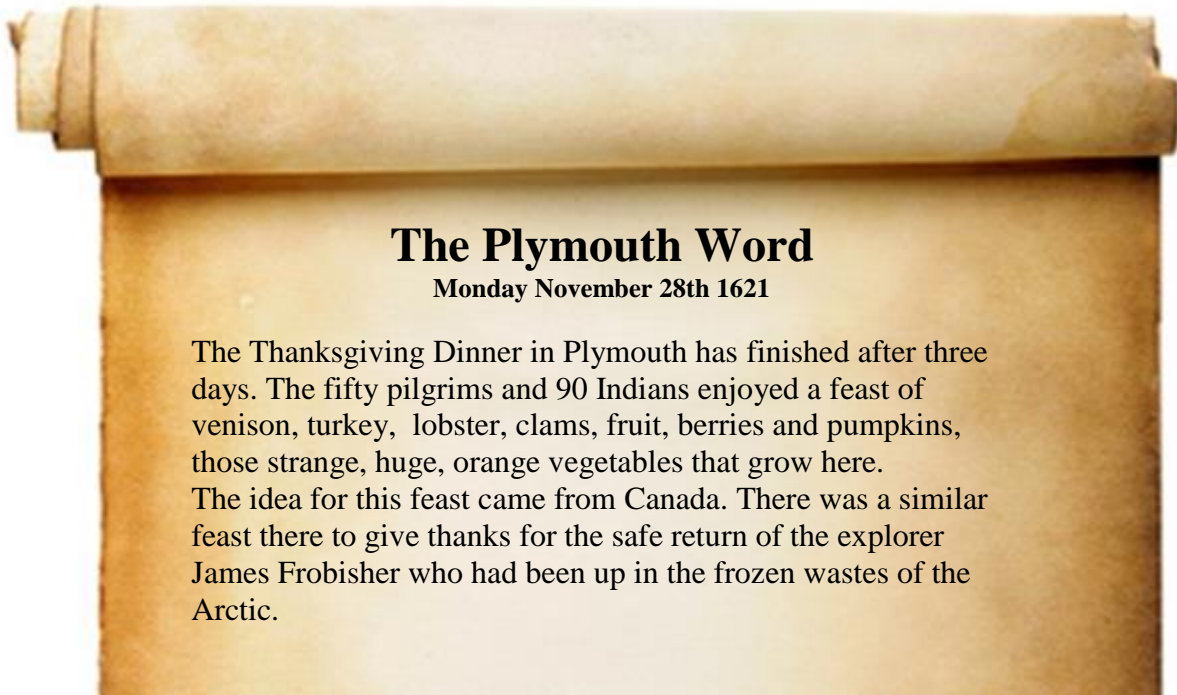 The Plymouth Word
Monday November 28th 1621
The Thanksgiving Dinner in Plymouth has finished after three
days. The fifty pilgrims and 90 Indians enjoyed a feast of
venison, turkey,  lobster, clams, fruit, berries and pumpkins,
those strange, huge, orange vegetables that grow here.
The idea for this feast came from Canada. There was a similar
feast there to give thanks for the safe return of the explorer
James Frobisher who had been up in the frozen wastes of the
Arctic.